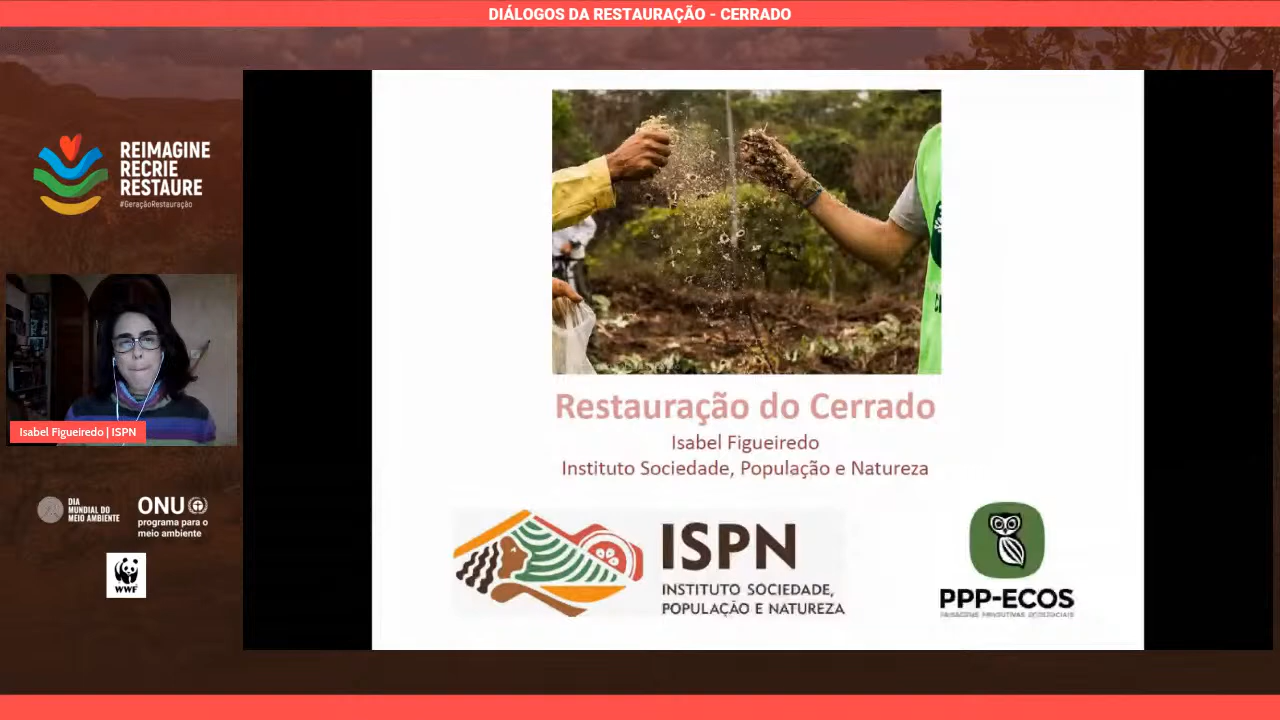 DIÁLOGOS DA RESTAURAÇÃO - CERRADO
REIMAGINE
RECRIE
RESTAURE
#GeraçãoRestauração
Isabel Figueiredo | ISPN
DIA
MUNDIAL DO
MEIO AMBIENTE
ONU
programa para o
meio ambiente
WWF
Restauração do Cerrado
Isabel Figueiredo
Instituto Sociedade, População e Natureza
ISPN
INSTITUTO SOCIEDADE,
POPULAÇÃO E NATUREZA
PPP-ECOS